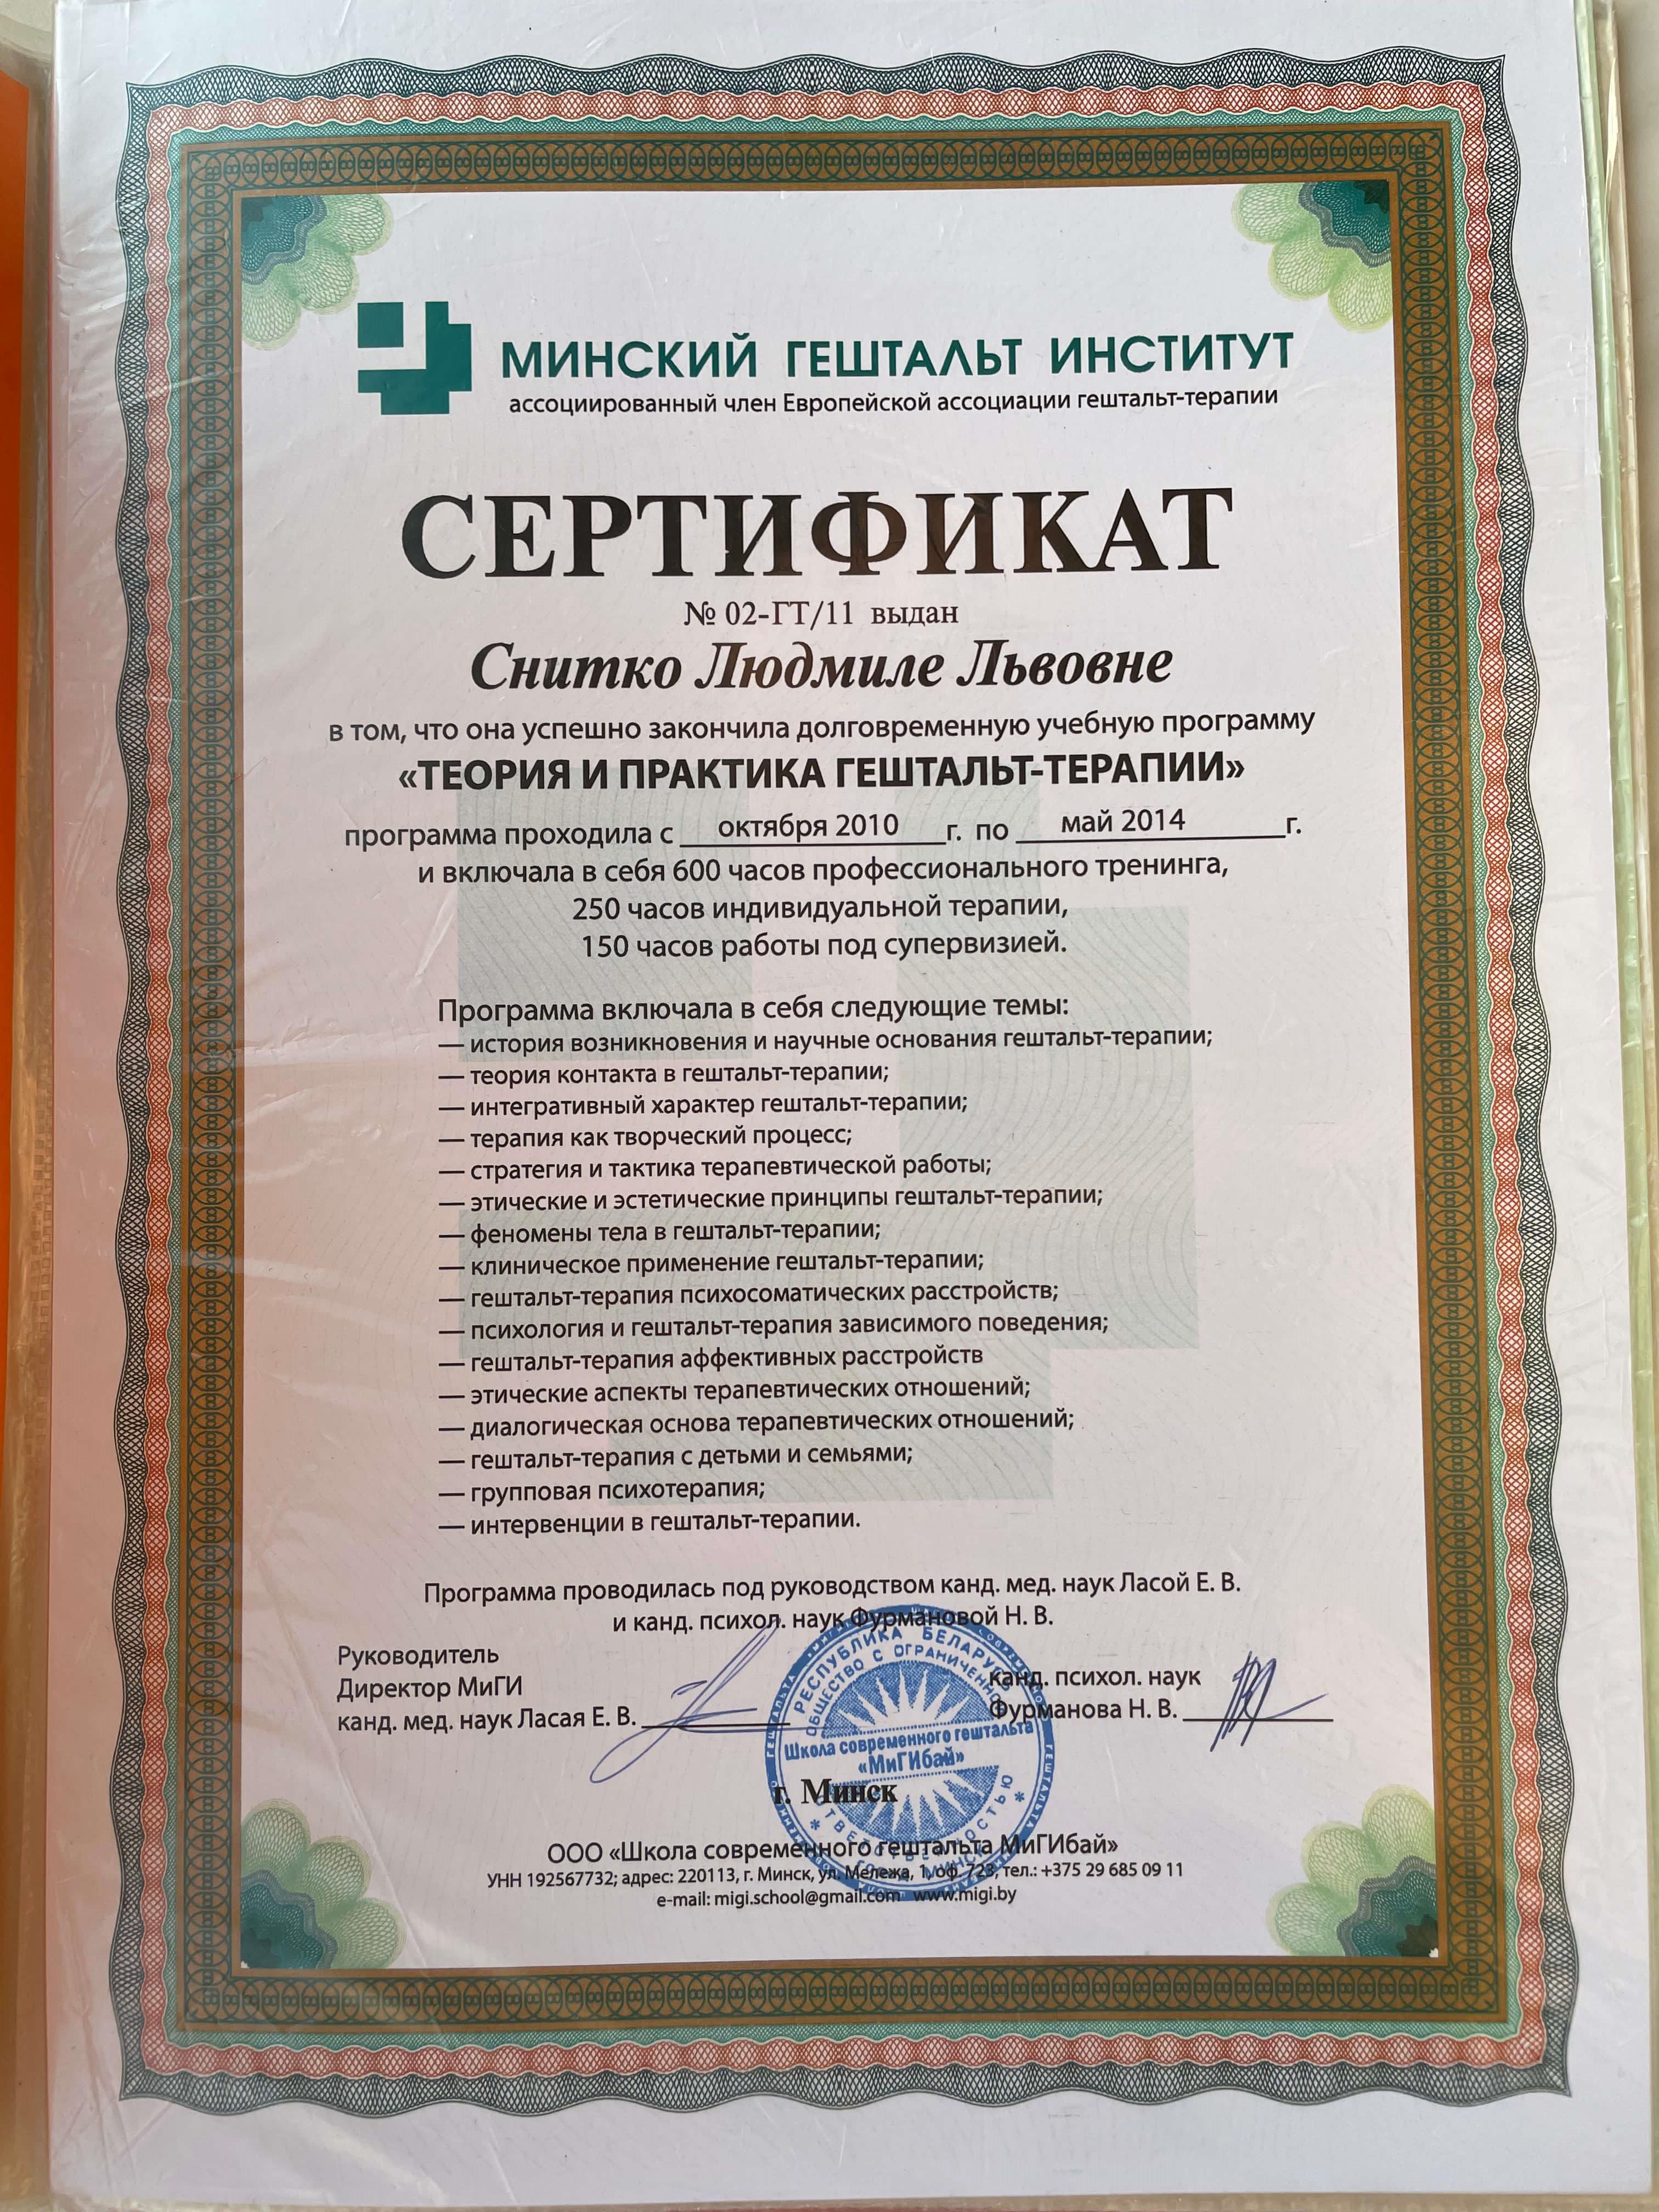 МИНСКИЙ ГЕШТАЛЬТ ИНСТИТУТ
ассоциированный член Европейской ассоциации гештальт-терапии
СЕРТИФИКАТ
№ 02-ГТ/11 выдан
Снитко Людмиле Львовне
в том, что она успешно закончила долговременную учебную программу
«ТЕОРИЯ И ПРАКТИКА ГЕШТАЛЬТ-ТЕРАПИИ»
программа проходила с октября 2010 г. по май 2014 г.
и включала в себя 600 часов профессионального тренинга,
250 часов индивидуальной терапии,
150 часов работы под супервизией.
Программа включала в себя следующие темы:
— история возникновения и научные основания гештальт-терапии;
— теория контакта в гештальт-терапии;
— интегративный характер гештальт-терапии;
— терапия как творческий процесс;
— стратегия и тактика терапевтической работы;
— этические и эстетические принципы гештальт-терапии;
— феномены тела в гештальт-терапии;
— клиническое применение гештальт-терапии;
— гештальт-терапия психосоматических расстройств;
— психология и гештальт-терапия зависимого поведения;
— гештальт-терапия аффективных расстройств
— этические аспекты терапевтических отношений;
— диалогическая основа терапевтических отношений;
— гештальт-терапия с детьми и семьями;
— групповая психотерапия;
— интервенции в гештальт-терапии.
Программа проводилась под руководством канд. мед. наук Ласой Е. В.
и канд. психол. наук Фурмановой Н. В.
Руководитель
Директор МиГИ
канд. мед. наук Ласая Е. В.
канд. психол. наук
Фурманова Н. В.
РЕСПУБЛИКА БЕЛАРУСЬ
ОБЩЕСТВО С ОГРАНИЧЕННОЙ
Школа современного гештальта
«МиГИбай»
ОТВЕТСТВЕННОСТЬЮ
г. Минск
ООО «Школа современного гештальта МиГИбай»
УНН 192567732; адрес: 220113, г. Минск, ул. Мележа, 1, оф. 723, тел.: +375 29 685 09 11
e-mail: migi.school@gmail.com www.migi.by